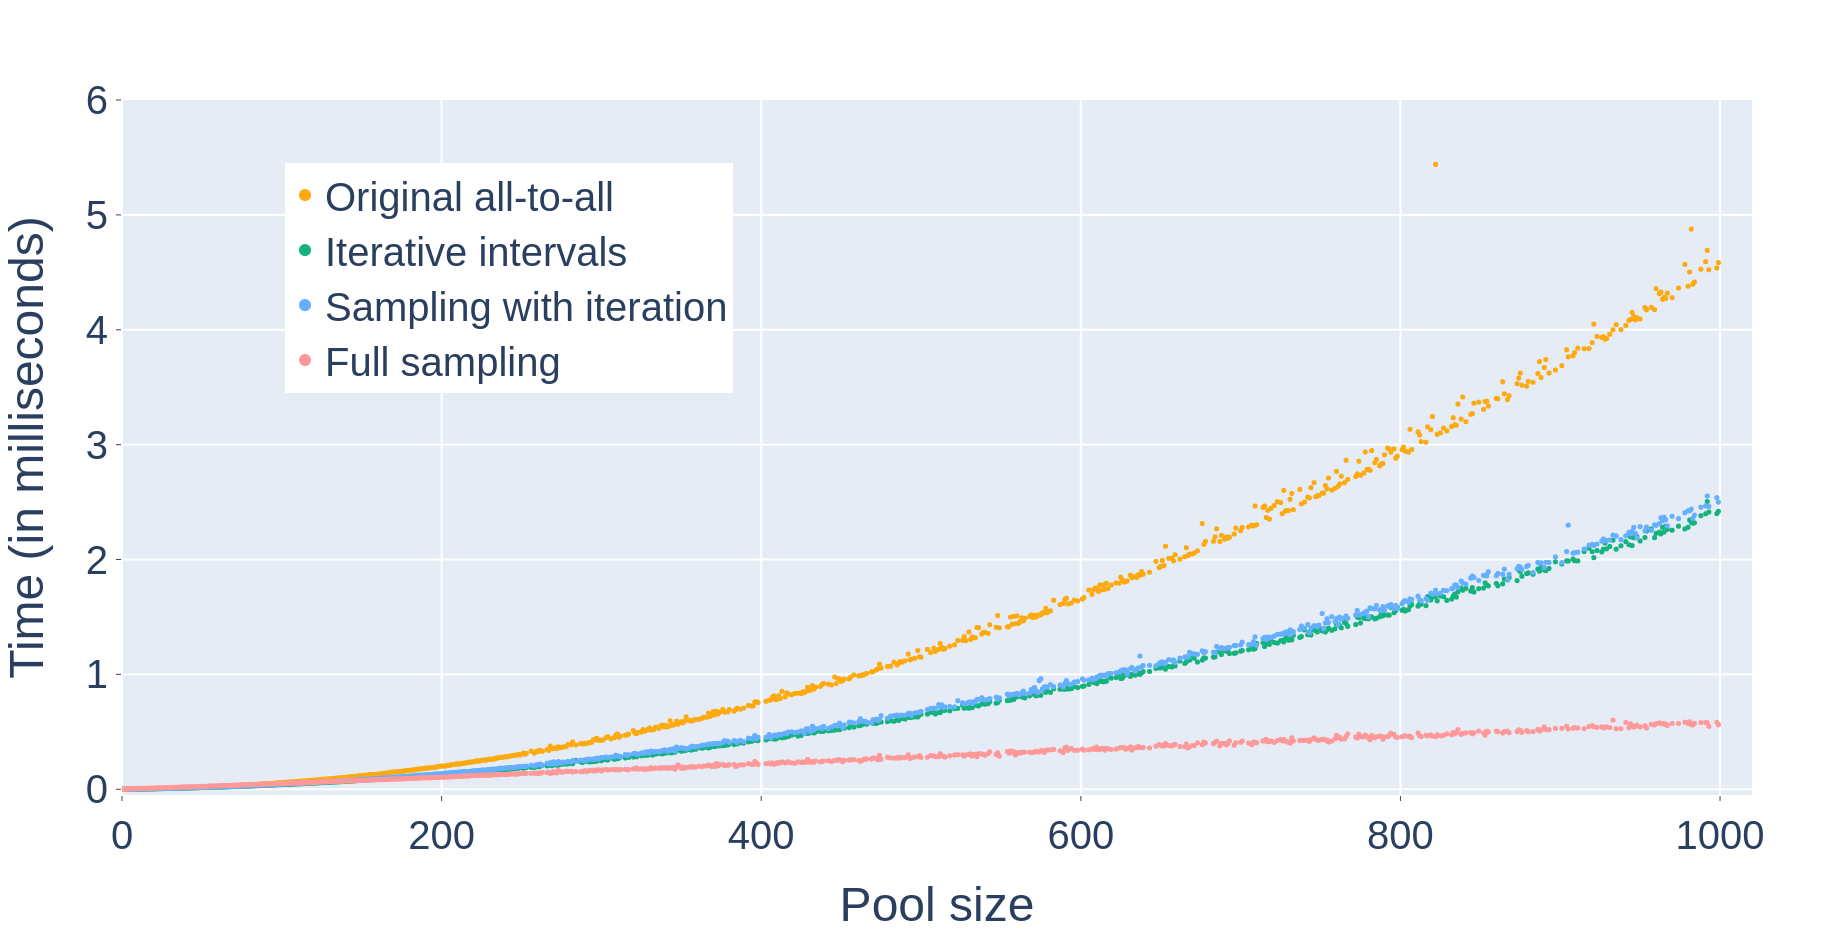 6
5
4
3
2
1
0
Time (in milliseconds)
Original all-to-all
Iterative intervals
Sampling with iteration
Full sampling
0 200 400 600 800 1000
Pool size